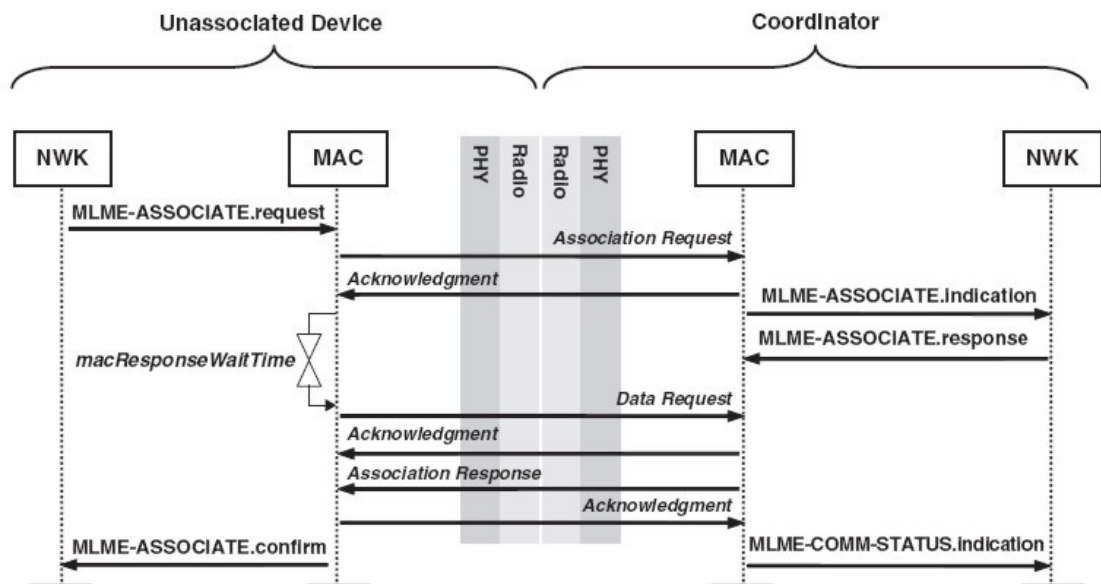 Unassociated Device
Coordinator
NWK
MAC
PHY
Radio
Radio
PHY
MAC
NWK
MLME-ASSOCIATE.request
Association Request
Acknowledgment
MLME-ASSOCIATE.indication
MLME-ASSOCIATE.response
macResponseWaitTime
Data Request
Acknowledgment
Association Response
Acknowledgment
MLME-ASSOCIATE.confirm
MLME-COMM-STATUS.indication